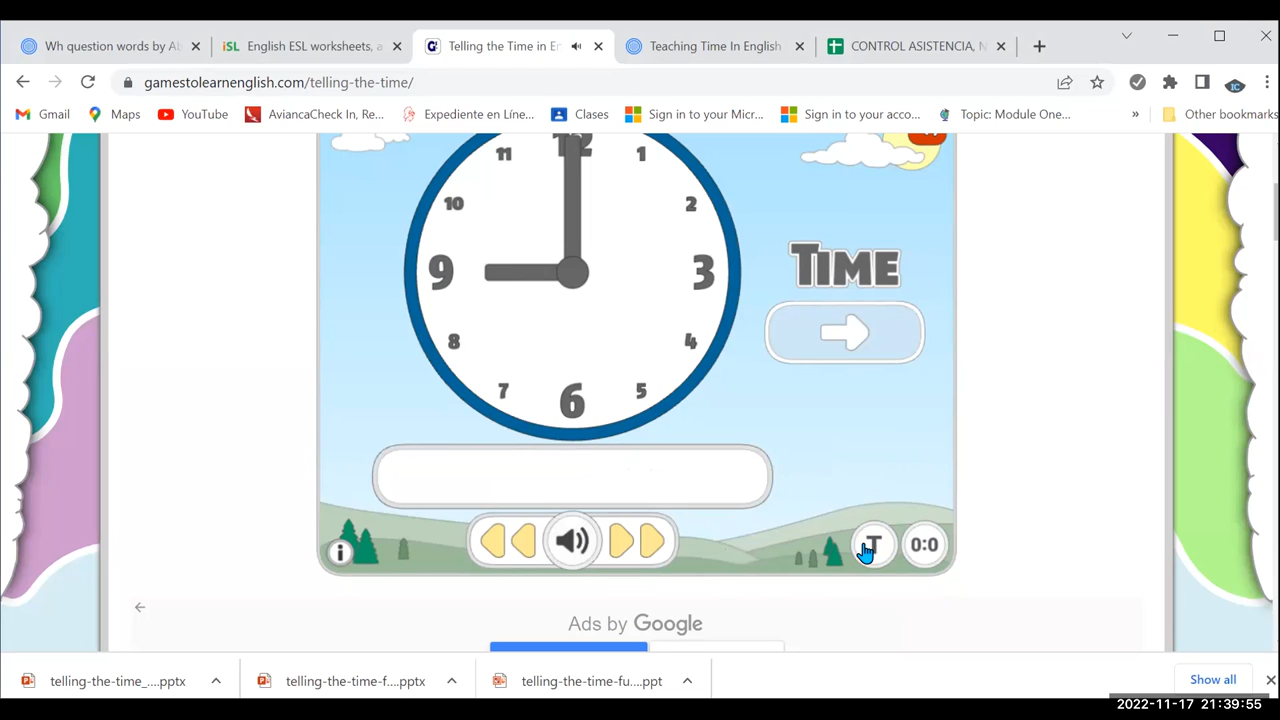 Wh question words by Al
iSL English ESL worksheets, a
Telling the Time in En
Teaching Time In English
CONTROL ASISTENCIA, N
gamestolearnenglish.com/telling-the-time/
Gmail
Maps
YouTube
AviancaCheck In, Re...
Expediente en Líne...
Clases
Sign in to your Micr...
Sign in to your acco...
Topic: Module One...
»
Other bookmarks
12
11
1
10
2
9
3
8
4
7
5
6
TIME
i
T
0:0
Ads by Google
telling-the-time_....pptx
telling-the-time-f....pptx
telling-the-time-fu....ppt
Show all
2022-11-17 21:39:55